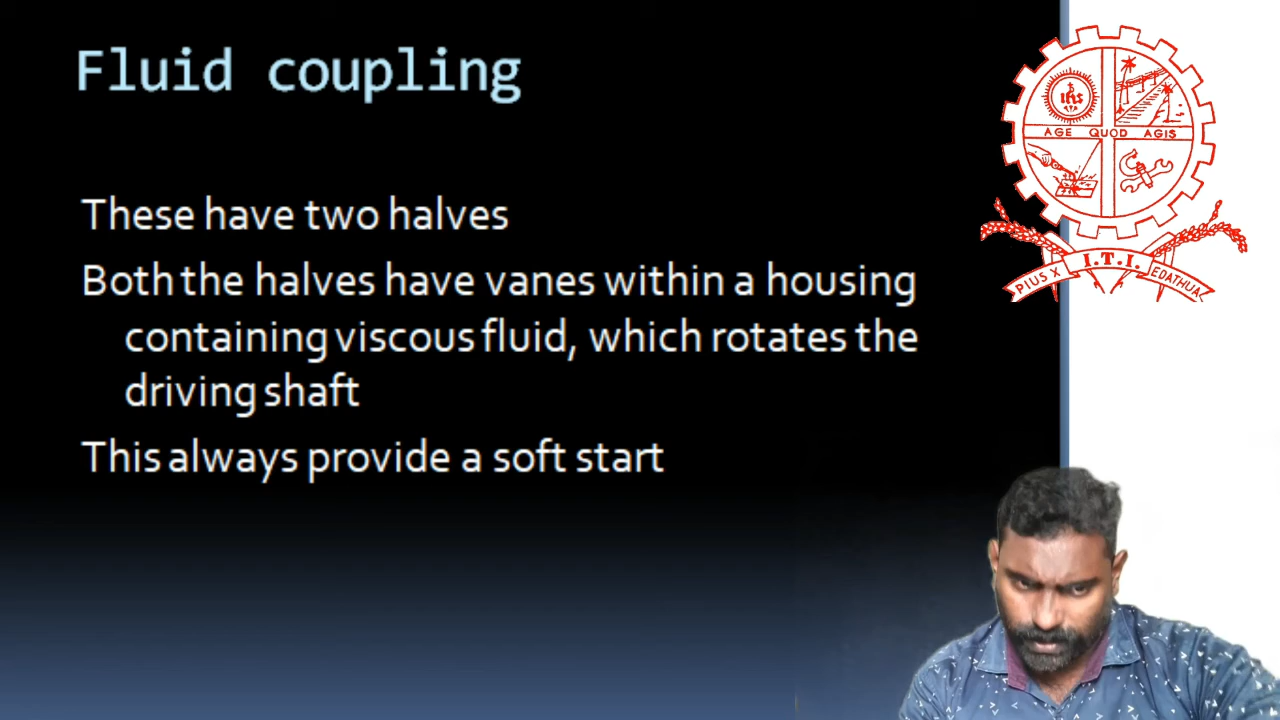 Fluid coupling
These have two halves
Both the halves have vanes within a housing
containing viscous fluid, which rotates the
driving shaft
This always provide a soft start
IHS
AGE QUOD AGIS
I.T.I.
PIUS X
EDATHUA